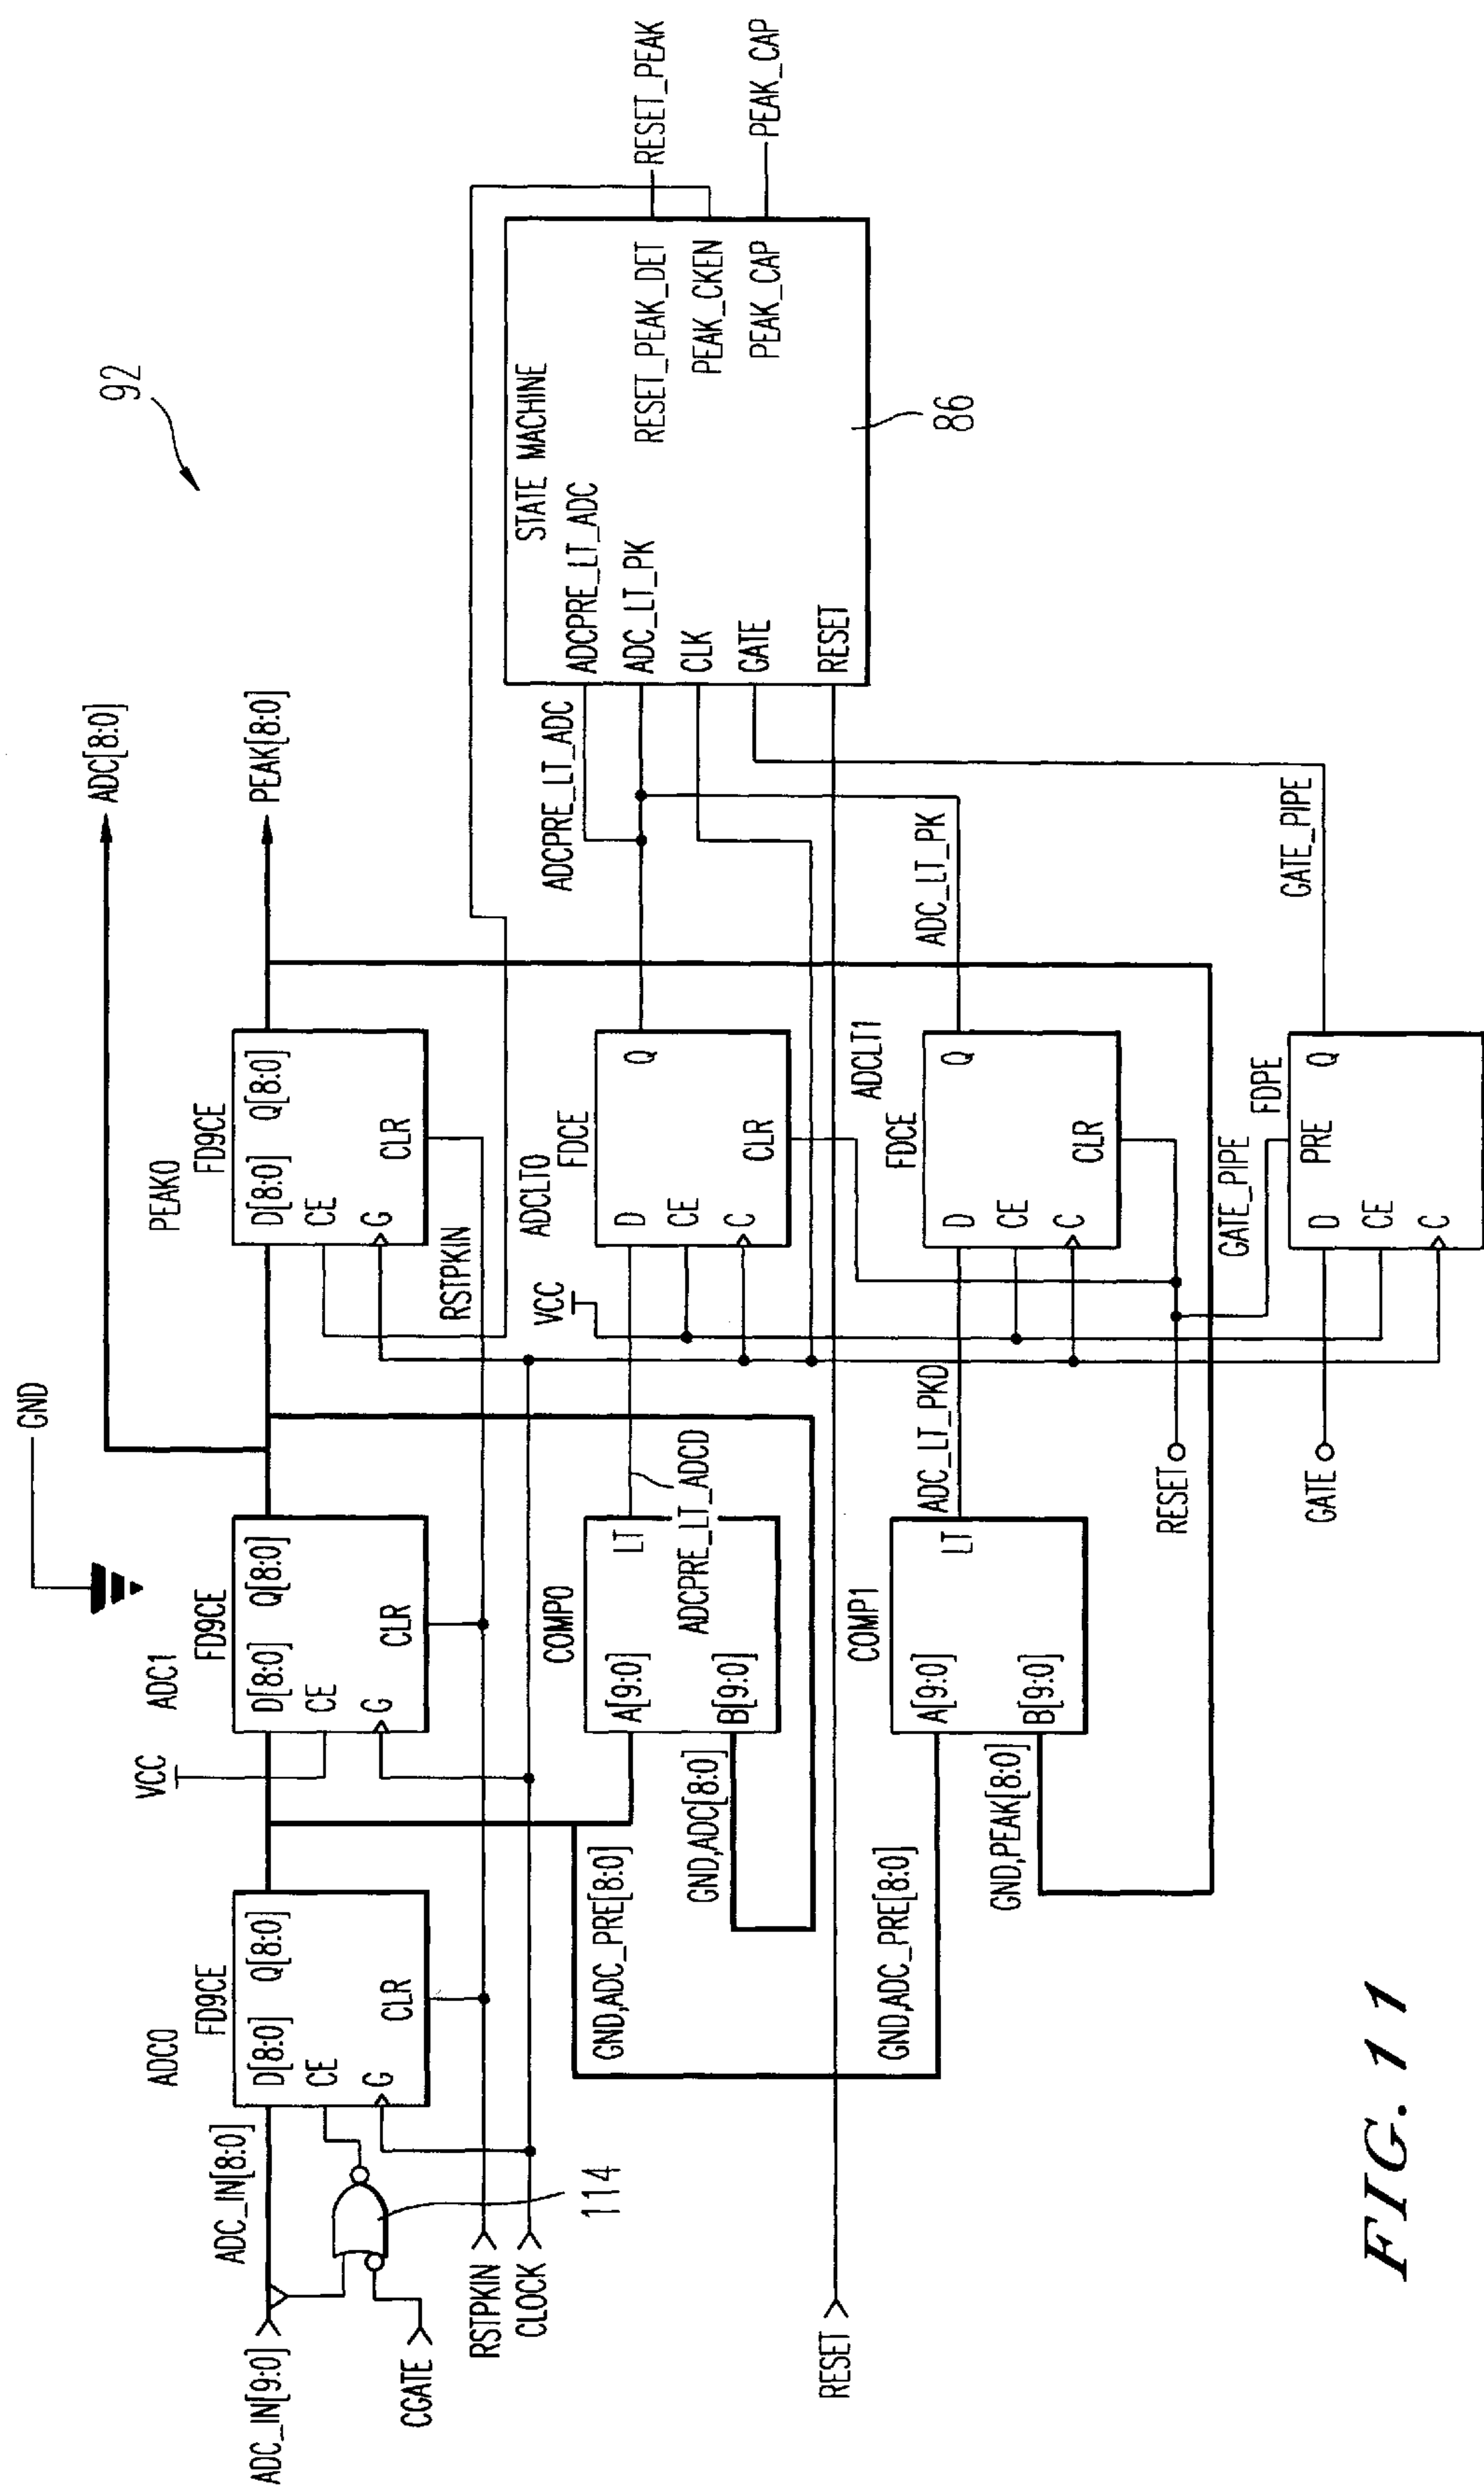 92
GND
ADC[8:0]
PEAK[8:0]
ADC0
FD9CE
D[8:0] Q[8:0]
CE
G
CLR
ADC1
FD9CE
D[8:0] Q[8:0]
CE
G
CLR
PEAK0
FD9CE
D[8:0] Q[8:0]
CE
G
CLR
ADC_IN[9:0]
ADC_IN[8:0]
VCC
CGATE
114
RSTPKIN
CLOCK
RSTPKIN
COMP0
A[9:0]
LT
B[9:0]
ADCPRE_LT_ADCD
GND,ADC_PRE[8:0]
GND,ADC[8:0]
VCC
ADCLT0
FDCE
D Q
CE
C
CLR
ADCPRE_LT_ADC
STATE MACHINE
ADCPRE_LT_ADC
ADC_LT_PK
CLK
GATE
RESET
RESET_PEAK_DET
PEAK_CKEN
PEAK_CAP
RESET_PEAK
PEAK_CAP
86
RESET
COMP1
A[9:0]
LT
B[9:0]
GND,ADC_PRE[8:0]
GND,PEAK[8:0]
ADC_LT_PKD
ADCLT1
FDCE
D Q
CE
C
CLR
ADC_LT_PK
RESET
GATE
GATE_PIPE
FDPE
PRE
D Q
CE
C
GATE_PIPE
FIG. 11